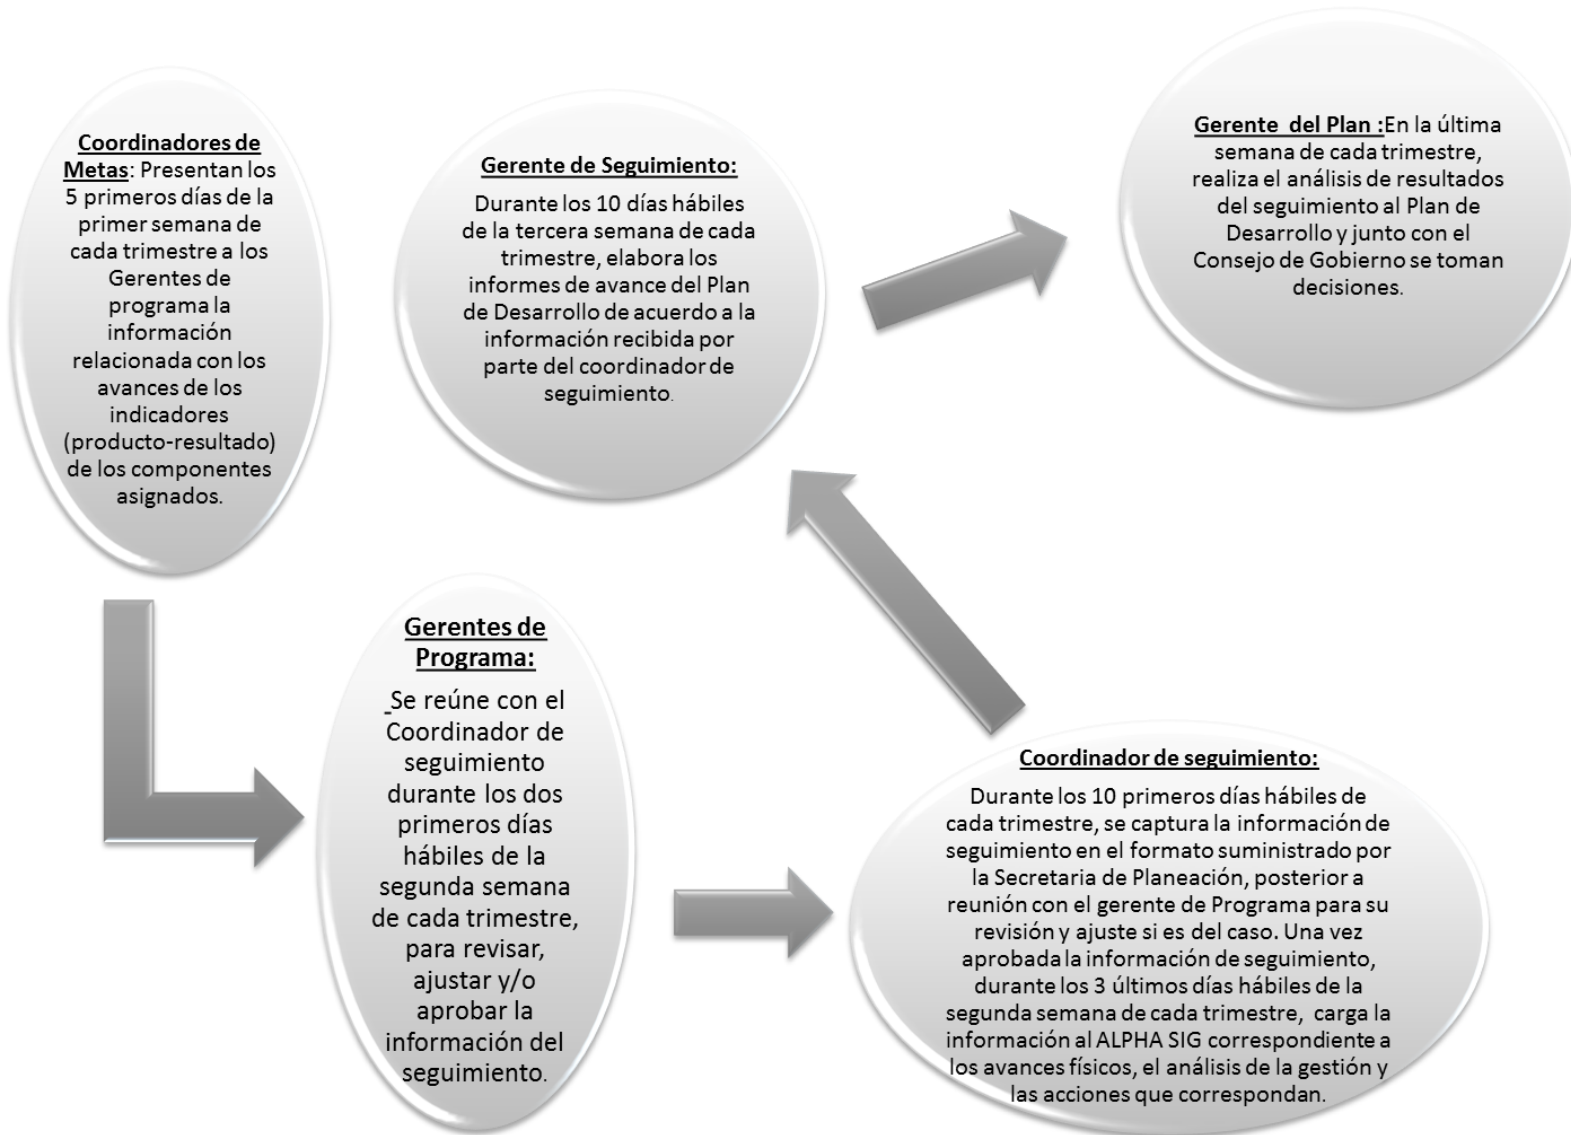 Coordinadores de
Metas: Presentan los
5 primeros días de la
primer semana de
cada trimestre a los
Gerentes de
programa la
información
relacionada con los
avances de los
indicadores
(producto-resultado)
de los componentes
asignados.
Gerentes de
Programa:
Se reúne con el
Coordinador de
seguimiento
durante los dos
primeros días
hábiles de la
segunda semana
de cada trimestre,
para revisar,
ajustar y/o
aprobar la
información del
seguimiento.
Coordinador de seguimiento:
Durante los 10 primeros días hábiles de
cada trimestre, se captura la información de
seguimiento en el formato suministrado por
la Secretaria de Planeación, posterior a
reunión con el gerente de Programa para su
revisión y ajuste si es del caso. Una vez
aprobada la información de seguimiento,
durante los 3 últimos días hábiles de la
segunda semana de cada trimestre, carga la
información al ALPHA SIG correspondiente a
los avances físicos, el análisis de la gestión y
las acciones que correspondan.
Gerente de Seguimiento:
Durante los 10 días hábiles
de la tercera semana de cada
trimestre, elabora los
informes de avance del Plan
de Desarrollo de acuerdo a la
información recibida por
parte del coordinador de
seguimiento.
Gerente del Plan :En la última
semana de cada trimestre,
realiza el análisis de resultados
del seguimiento al Plan de
Desarrollo y junto con el
Consejo de Gobierno se toman
decisiones.